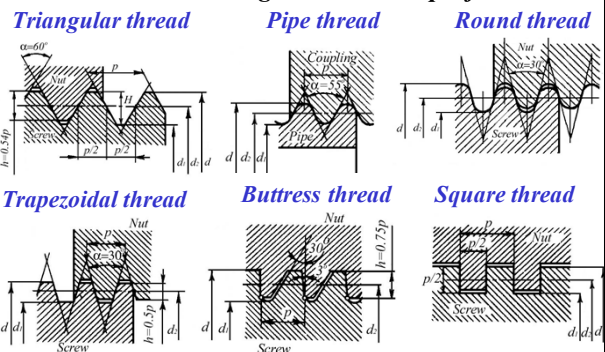 Triangular thread
Pipe thread
Round thread
α=60°
p
Nut
H
h=0.54p
Screw
p/2
p/2
d₁
d₂
d
Coupling
p
α=55°
Pipe
d
d₂
d₁
Nut
α=30°
Screw
d
d₂
d₁
Trapezoidal thread
Buttress thread
Square thread
p
Nut
α=30
d
d₁
h=0.5p
d₂
Screw
Nut
30°
3°
h=0.75p
p
d
d₁
d₂
Screw
p
p/2
Nut
p/2
Screw
d₁
d₂
d